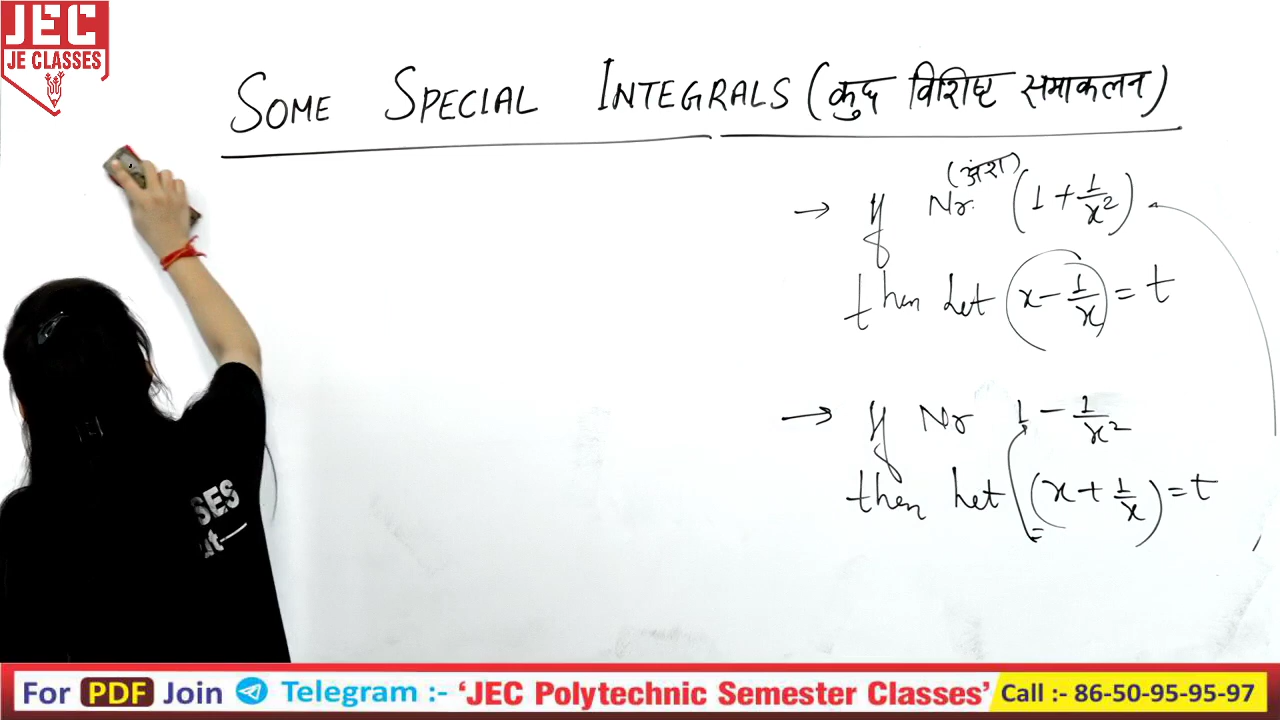 JEC
JE CLASSES
SOME SPECIAL INTEGRALS (कुछ विशिष्ट समाकलन)
(अंश)
→ If Nr. (1 + 1/x²)
then Let (x - 1/x) = t
→ If Nr 1 - 1/x²
then Let (x + 1/x) = t
SES
For PDF Join Telegram :- ‘JEC Polytechnic Semester Classes’ Call :- 86-50-95-95-97